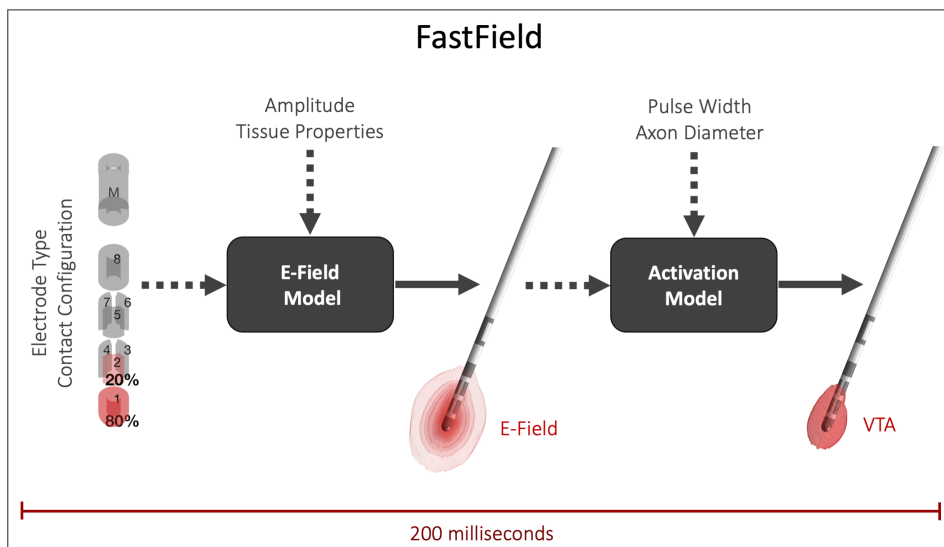 FastField
Amplitude
Tissue Properties
Pulse Width
Axon Diameter
Electrode Type
Contact Configuration
M
8
7 6
5
4 3
2
20%
1
80%
E-Field
Model
Activation
Model
E-Field
VTA
200 milliseconds